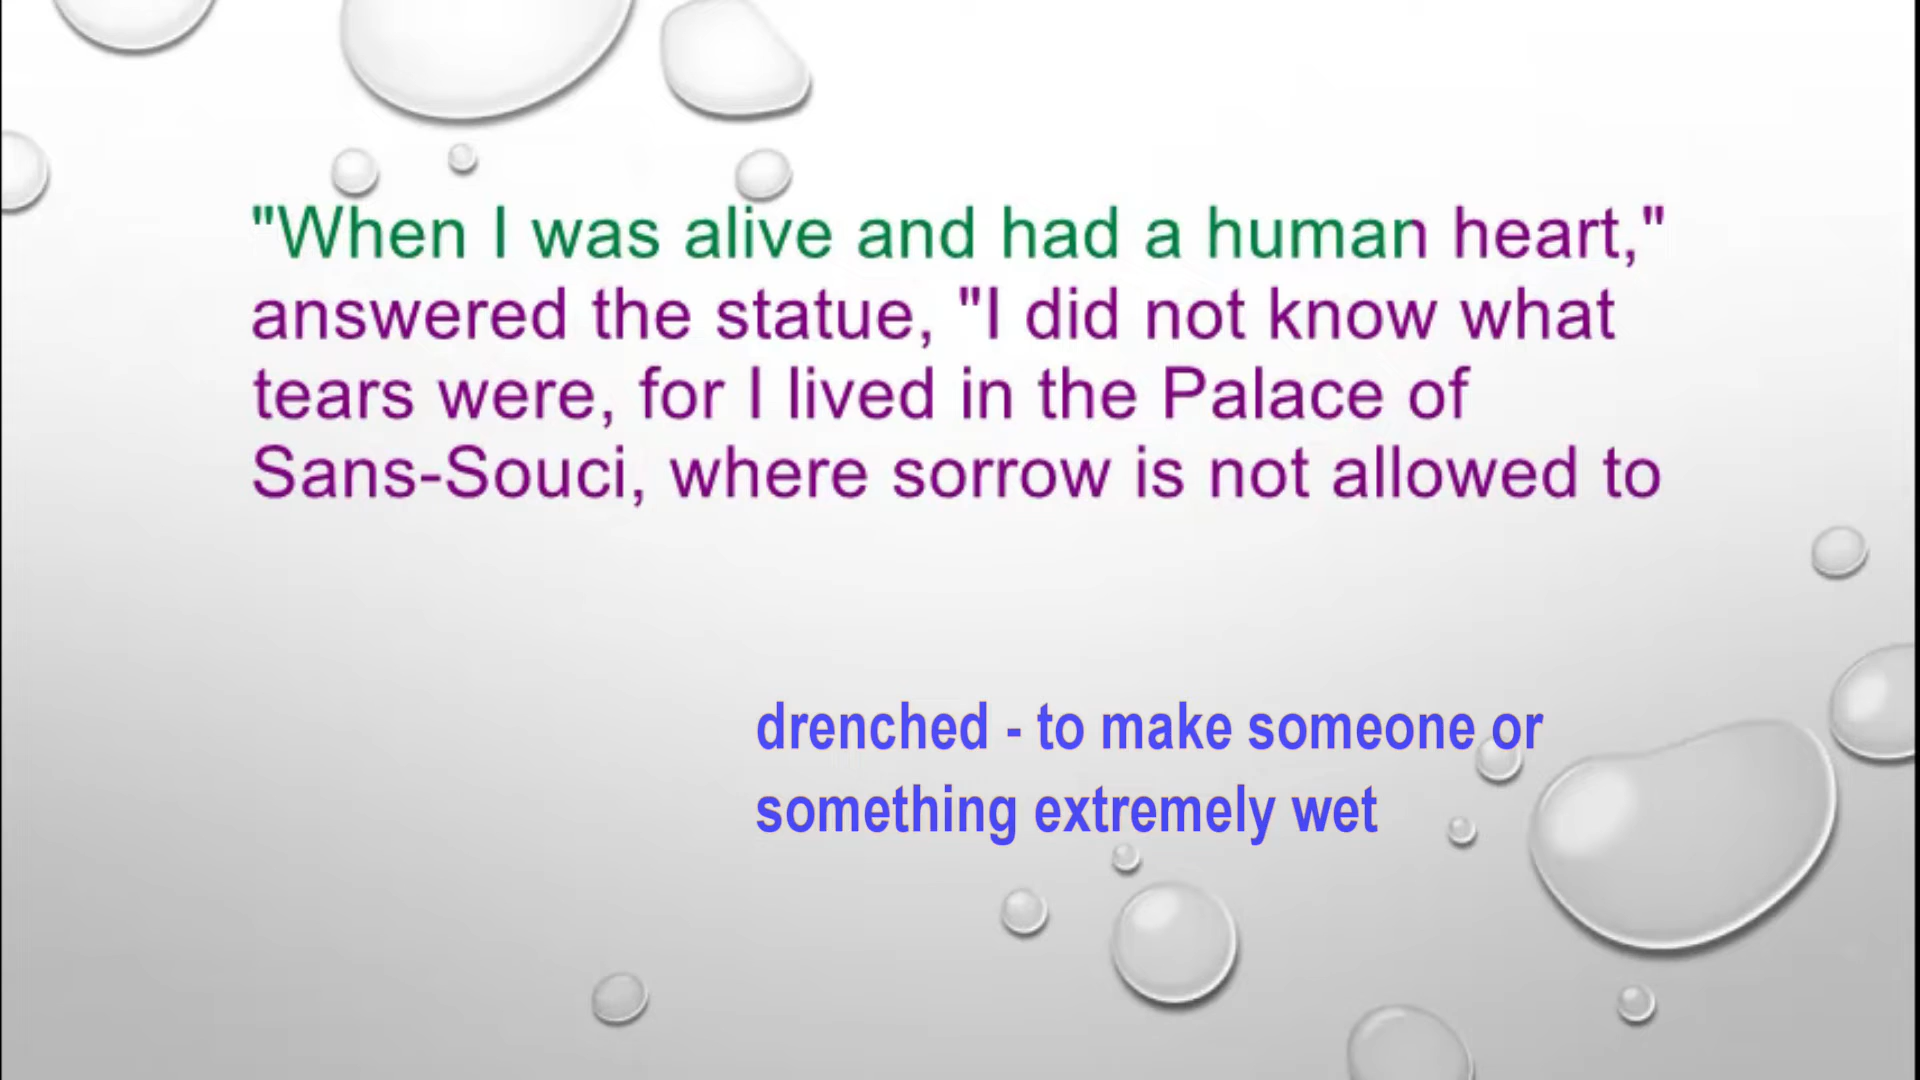 "When I was alive and had a human heart,"
answered the statue, "I did not know what
tears were, for I lived in the Palace of
Sans-Souci, where sorrow is not allowed to
drenched - to make someone or
something extremely wet